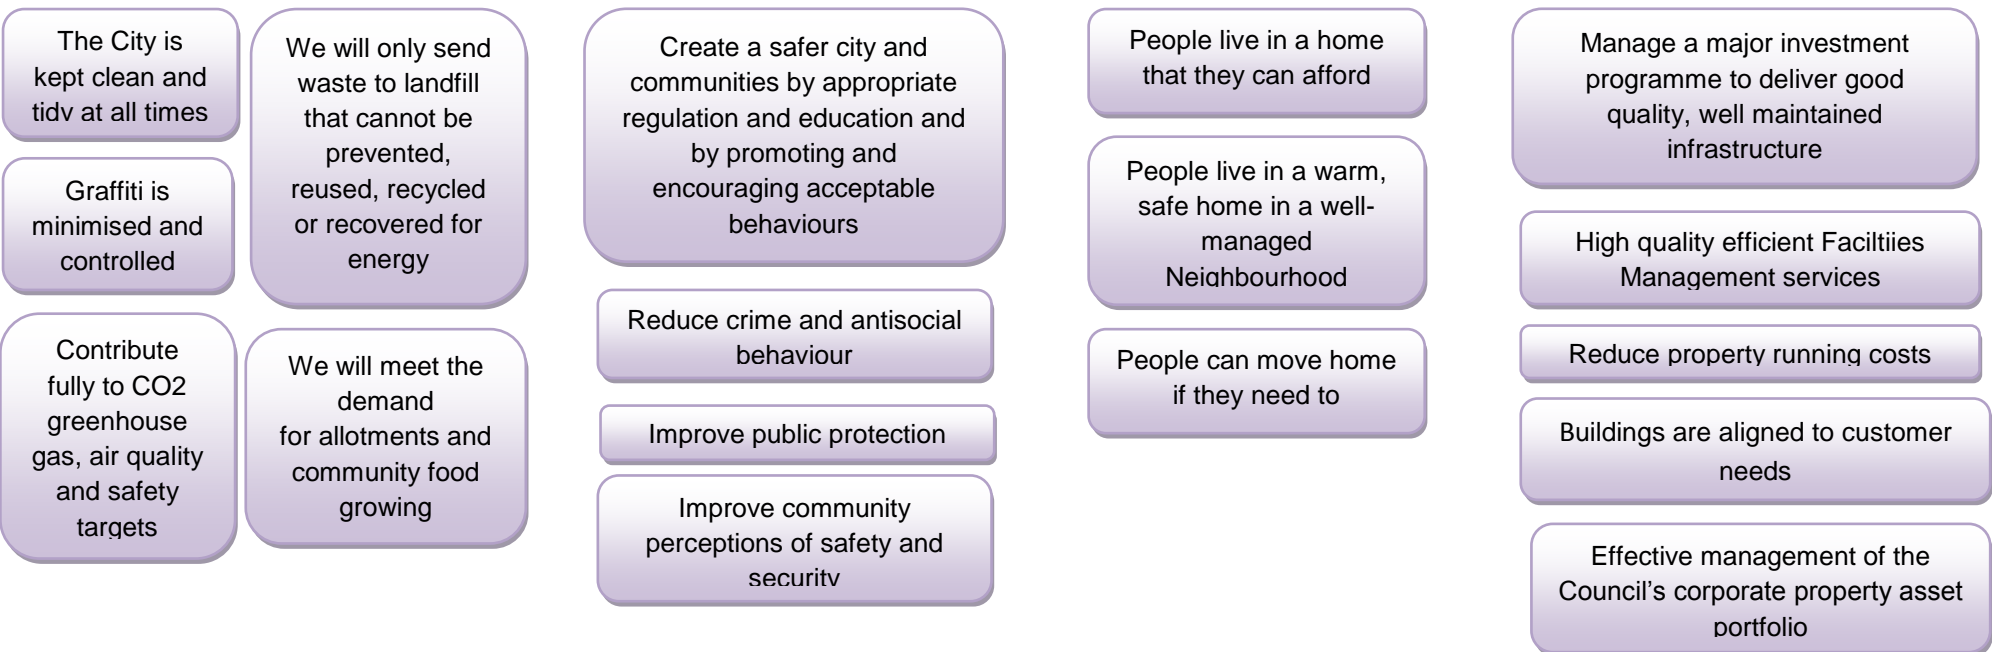 The City is
kept clean and
tidy at all times
Graffiti is
minimised and
controlled
Contribute
fully to CO2
greenhouse
gas, air quality
and safety
targets
We will only send
waste to landfill
that cannot be
prevented,
reused, recycled
or recovered for
energy
We will meet the
demand
for allotments and
community food
growing
Create a safer city and
communities by appropriate
regulation and education and
by promoting and
encouraging acceptable
behaviours
Reduce crime and antisocial
behaviour
Improve public protection
Improve community
perceptions of safety and
security
People live in a home
that they can afford
People live in a warm,
safe home in a well-
managed
Neighbourhood
People can move home
if they need to
Manage a major investment
programme to deliver good
quality, well maintained
infrastructure
High quality efficient Faciltiies
Management services
Reduce property running costs
Buildings are aligned to customer
needs
Effective management of the
Council’s corporate property asset
portfolio